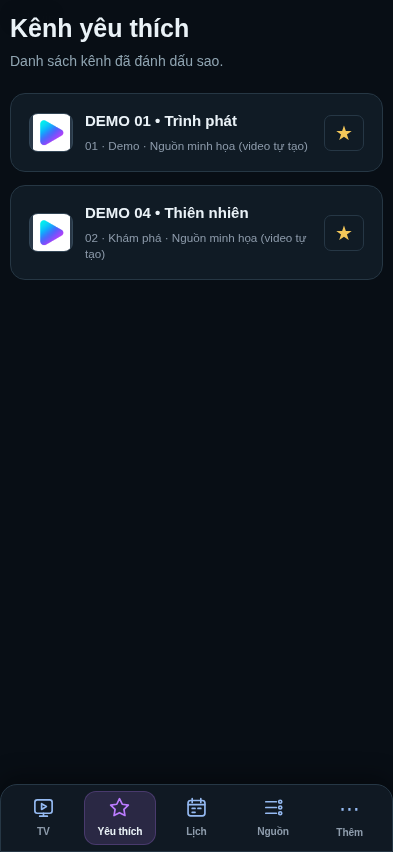 Kênh yêu thích
Danh sách kênh đã đánh dấu sao.
DEMO 01 • Trình phát
01 · Demo · Nguồn minh họa (video tự tạo)
DEMO 04 • Thiên nhiên
02 · Khám phá · Nguồn minh họa (video tự
tạo)
TV
Yêu thích
Lịch
Nguồn
Thêm